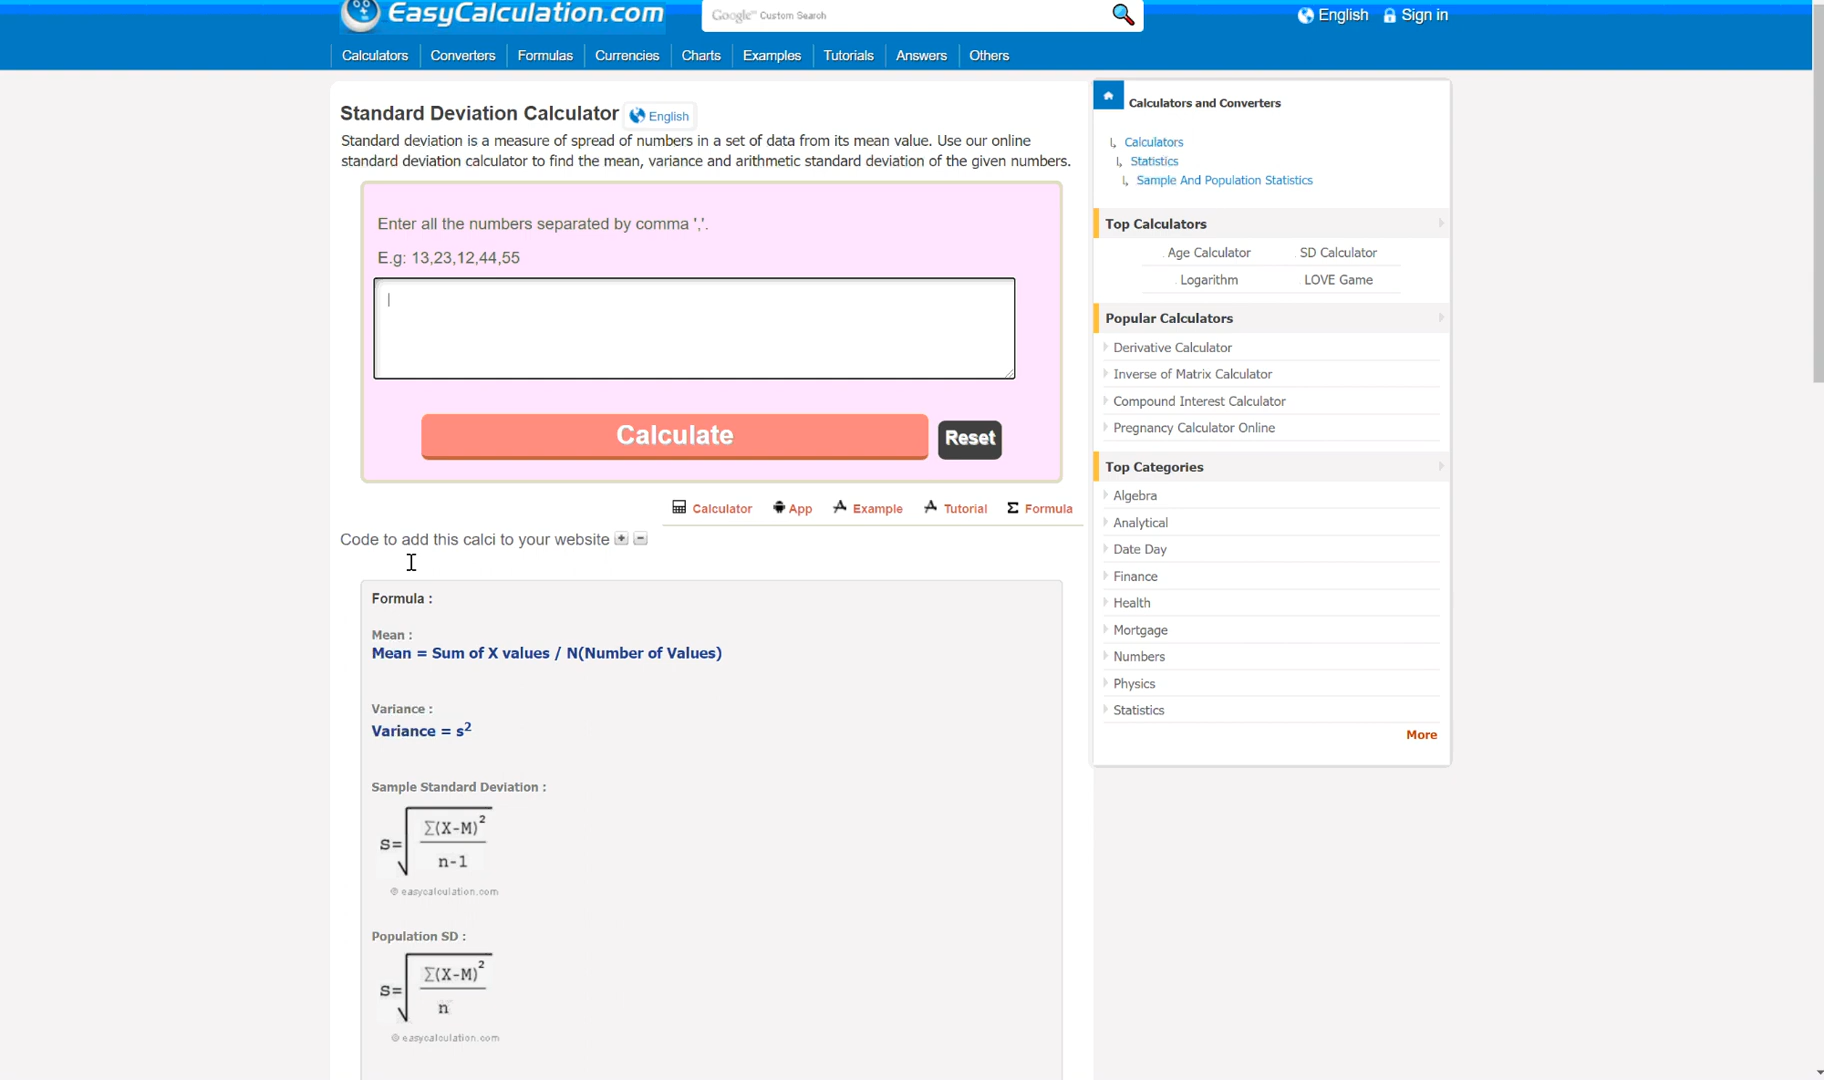 EasyCalculation.com
Google™ Custom Search
English Sign in
Calculators Converters Formulas Currencies Charts Examples Tutorials Answers Others
Standard Deviation Calculator English
Standard deviation is a measure of spread of numbers in a set of data from its mean value. Use our online
standard deviation calculator to find the mean, variance and arithmetic standard deviation of the given numbers.
Enter all the numbers separated by comma ','.
E.g: 13,23,12,44,55
Calculate Reset
Calculator App Example Tutorial Σ Formula
Code to add this calci to your website + −
Formula :
Mean :
Mean = Sum of X values / N(Number of Values)
Variance :
Variance = s²
Sample Standard Deviation :
S=√(∑(X-M)² / n-1)
© easycalculation.com
Population SD :
S=√(∑(X-M)² / n)
© easycalculation.com
Calculators and Converters
Calculators
Statistics
Sample And Population Statistics
Top Calculators
Age Calculator SD Calculator
Logarithm LOVE Game
Popular Calculators
Derivative Calculator
Inverse of Matrix Calculator
Compound Interest Calculator
Pregnancy Calculator Online
Top Categories
Algebra
Analytical
Date Day
Finance
Health
Mortgage
Numbers
Physics
Statistics
More